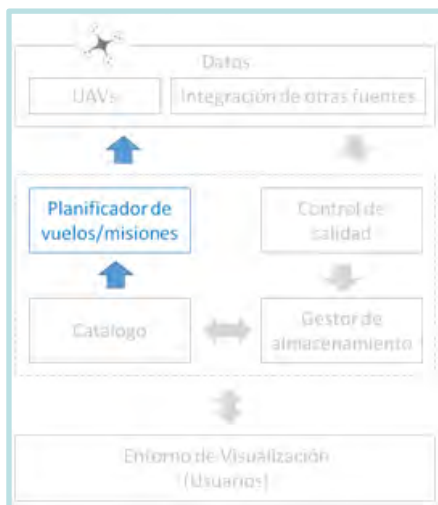 Datos
UAVs
Integración de otras fuentes
Planificador de
vuelos/misiones
Control de
calidad
Catálogo
Gestor de
almacenamiento
Entorno de Visualización
(Usuarios)